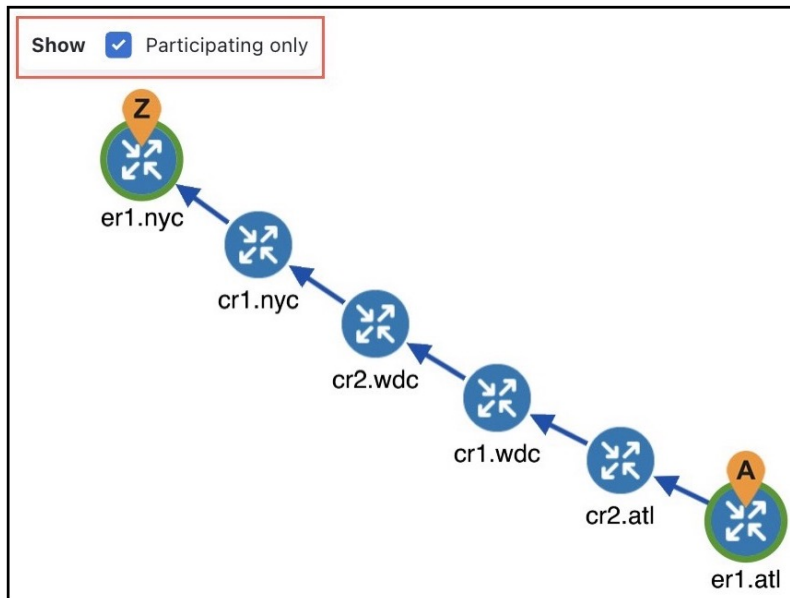 Show Participating only
Z
er1.nyc
cr1.nyc
cr2.wdc
cr1.wdc
cr2.atl
A
er1.atl